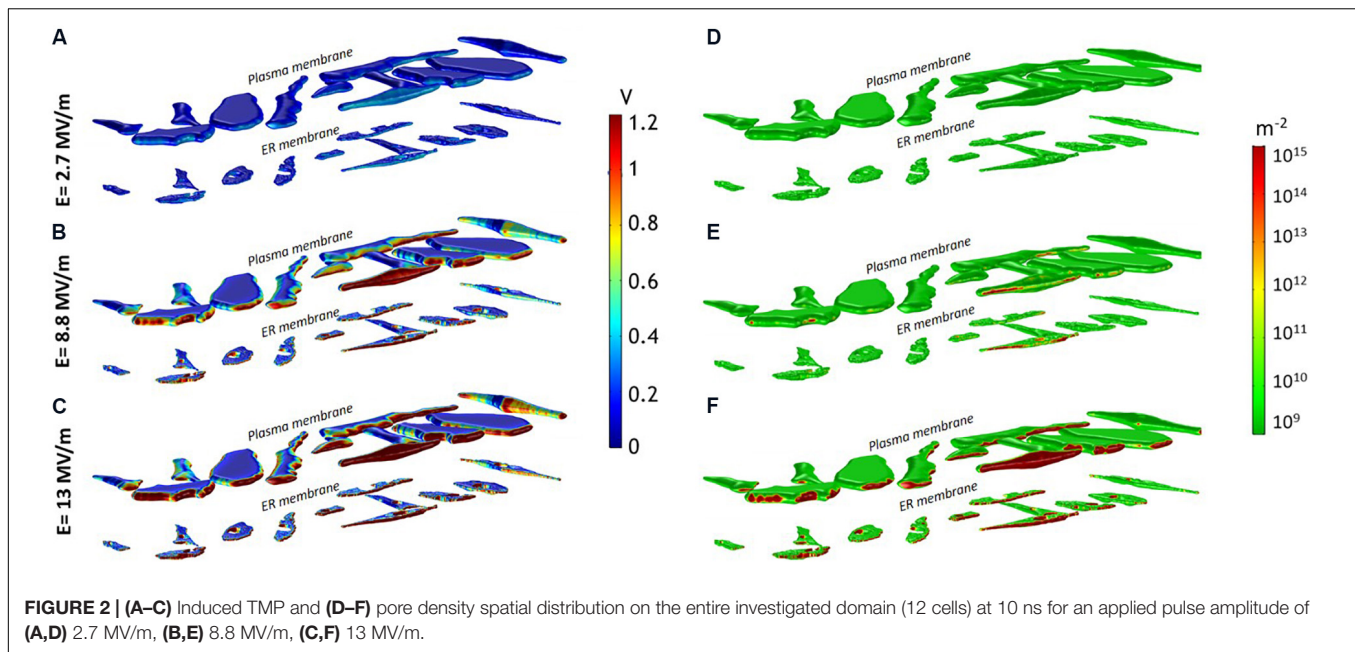 A
Plasma membrane
ER membrane
E= 2.7 MV/m
B
Plasma membrane
ER membrane
E= 8.8 MV/m
C
Plasma membrane
ER membrane
E= 13 MV/m
V
1.2
1
0.8
0.6
0.4
0.2
0
D
Plasma membrane
ER membrane
E
Plasma membrane
ER membrane
F
Plasma membrane
ER membrane
m⁻²
10¹⁵
10¹⁴
10¹³
10¹²
10¹¹
10¹⁰
10⁹
FIGURE 2 | (A–C) Induced TMP and (D–F) pore density spatial distribution on the entire investigated domain (12 cells) at 10 ns for an applied pulse amplitude of
(A,D) 2.7 MV/m, (B,E) 8.8 MV/m, (C,F) 13 MV/m.